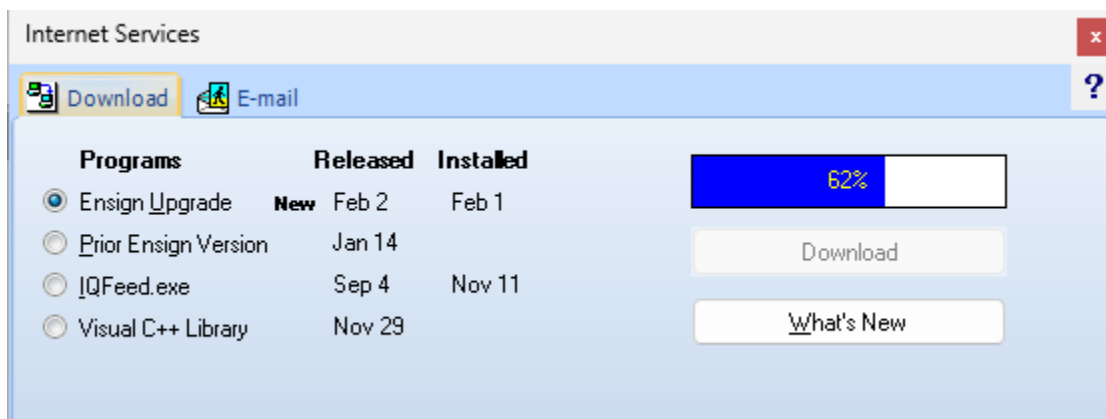 Internet Services
x
Download E-mail
?
Programs Released Installed
Ensign Upgrade New Feb 2 Feb 1
Prior Ensign Version Jan 14
IQFeed.exe Sep 4 Nov 11
Visual C++ Library Nov 29
62%
Download
What's New